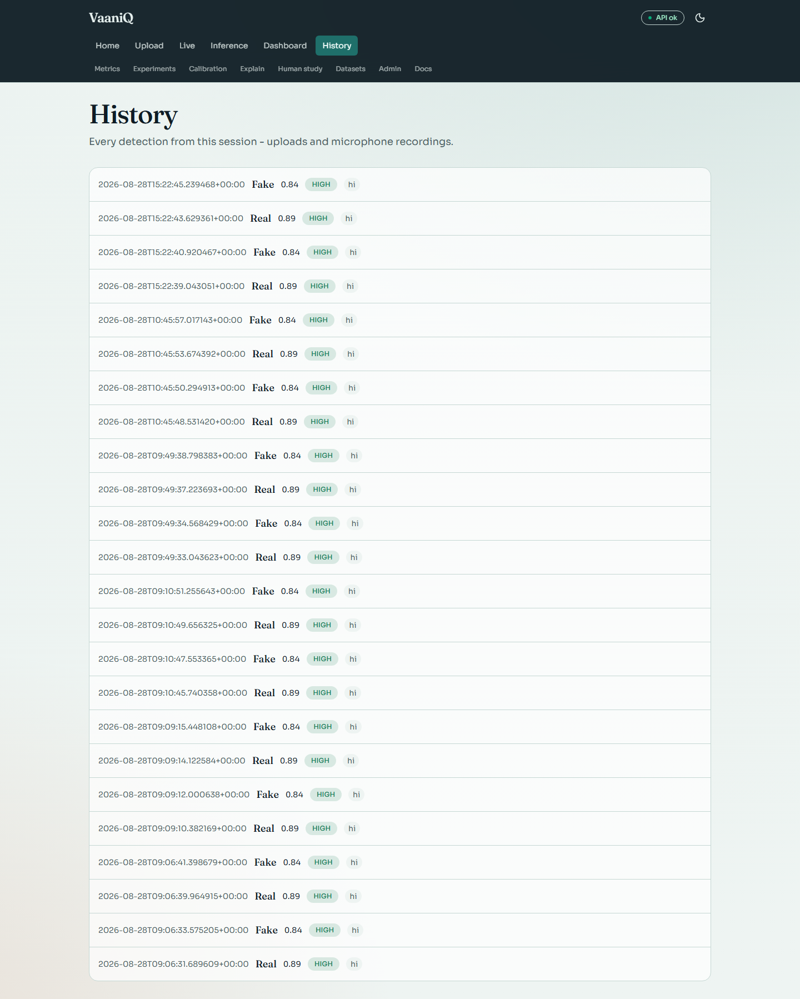 VaaniQ
API ok
Home Upload Live Inference Dashboard History
Metrics Experiments Calibration Explain Human study Datasets Admin Docs
History
Every detection from this session - uploads and microphone recordings.
2026-08-28T15:22:45.239468+00:00 Fake 0.84 HIGH hi
2026-08-28T15:22:43.629361+00:00 Real 0.89 HIGH hi
2026-08-28T15:22:40.920467+00:00 Fake 0.84 HIGH hi
2026-08-28T15:22:39.043051+00:00 Real 0.89 HIGH hi
2026-08-28T10:45:57.017143+00:00 Fake 0.84 HIGH hi
2026-08-28T10:45:53.674392+00:00 Real 0.89 HIGH hi
2026-08-28T10:45:50.294913+00:00 Fake 0.84 HIGH hi
2026-08-28T10:45:48.531420+00:00 Real 0.89 HIGH hi
2026-08-28T09:49:38.798383+00:00 Fake 0.84 HIGH hi
2026-08-28T09:49:37.223693+00:00 Real 0.89 HIGH hi
2026-08-28T09:49:34.568429+00:00 Fake 0.84 HIGH hi
2026-08-28T09:49:33.043623+00:00 Real 0.89 HIGH hi
2026-08-28T09:10:51.255643+00:00 Fake 0.84 HIGH hi
2026-08-28T09:10:49.656325+00:00 Real 0.89 HIGH hi
2026-08-28T09:10:47.553365+00:00 Fake 0.84 HIGH hi
2026-08-28T09:10:45.740358+00:00 Real 0.89 HIGH hi
2026-08-28T09:09:15.448108+00:00 Fake 0.84 HIGH hi
2026-08-28T09:09:14.122584+00:00 Real 0.89 HIGH hi
2026-08-28T09:09:12.000638+00:00 Fake 0.84 HIGH hi
2026-08-28T09:09:10.382169+00:00 Real 0.89 HIGH hi
2026-08-28T09:06:41.398679+00:00 Fake 0.84 HIGH hi
2026-08-28T09:06:39.964915+00:00 Real 0.89 HIGH hi
2026-08-28T09:06:33.575205+00:00 Fake 0.84 HIGH hi
2026-08-28T09:06:31.689609+00:00 Real 0.89 HIGH hi